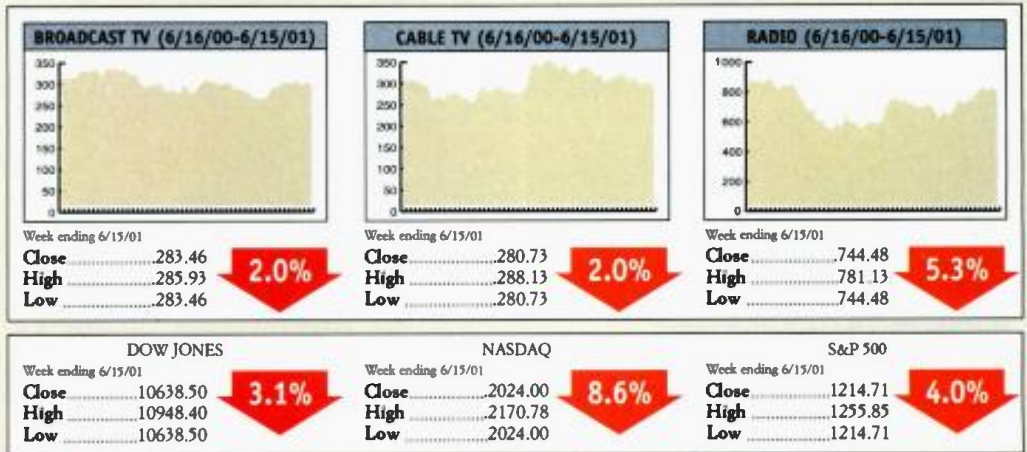 BROADCAST TV (6/16/00-6/15/01)
350
300
250
200
150
100
50
0
Week ending 6/15/01
Close 283.46
High 285.93
Low 283.46
2.0%
CABLE TV (6/16/00-6/15/01)
350
300
250
200
150
100
50
0
Week ending 6/15/01
Close 280.73
High 288.13
Low 280.73
2.0%
RADIO (6/16/00-6/15/01)
1000
800
600
400
200
0
Week ending 6/15/01
Close 744.48
High 781.13
Low 744.48
5.3%
DOW JONES
Week ending 6/15/01
Close 10638.50
High 10948.40
Low 10638.50
3.1%
NASDAQ
Week ending 6/15/01
Close 2024.00
High 2170.78
Low 2024.00
8.6%
S&P 500
Week ending 6/15/01
Close 1214.71
High 1255.85
Low 1214.71
4.0%